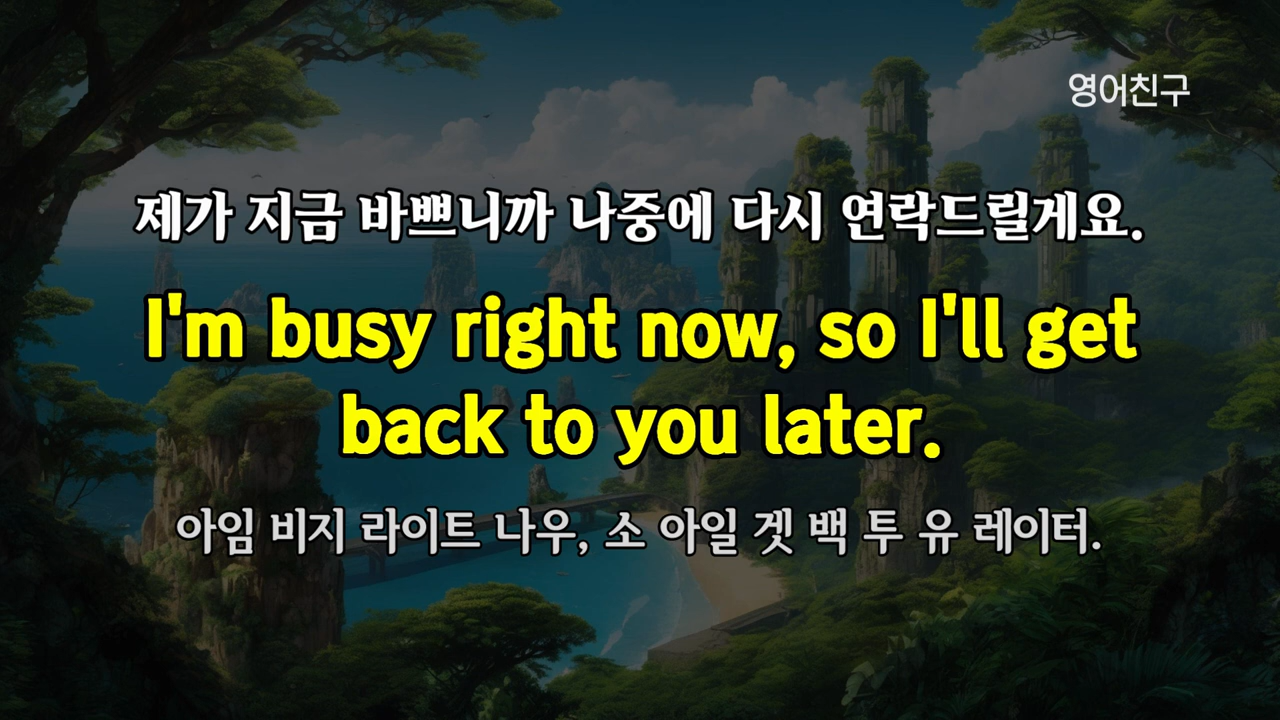 영어친구
제가 지금 바쁘니까 나중에 다시 연락드릴게요.
I'm busy right now, so I'll get
back to you later.
아임 비지 라이트 나우, 소 아일 겟 백 투 유 레이터.